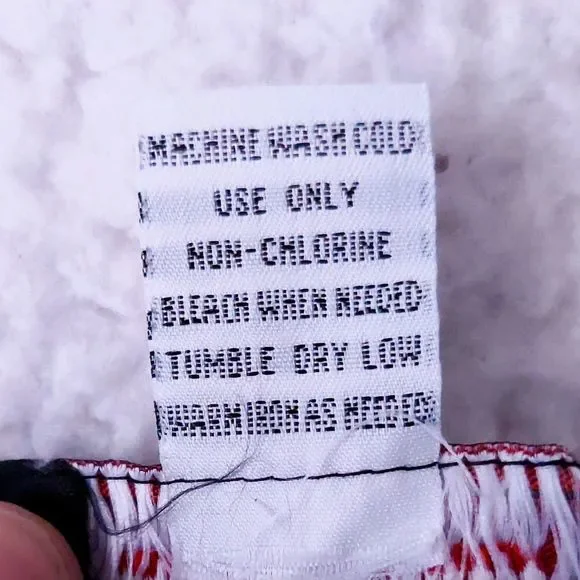 MACHINE WASH COLD
USE ONLY
NON-CHLORINE
BLEACH WHEN NEEDED
TUMBLE DRY LOW
WARM IRON AS NEEDED